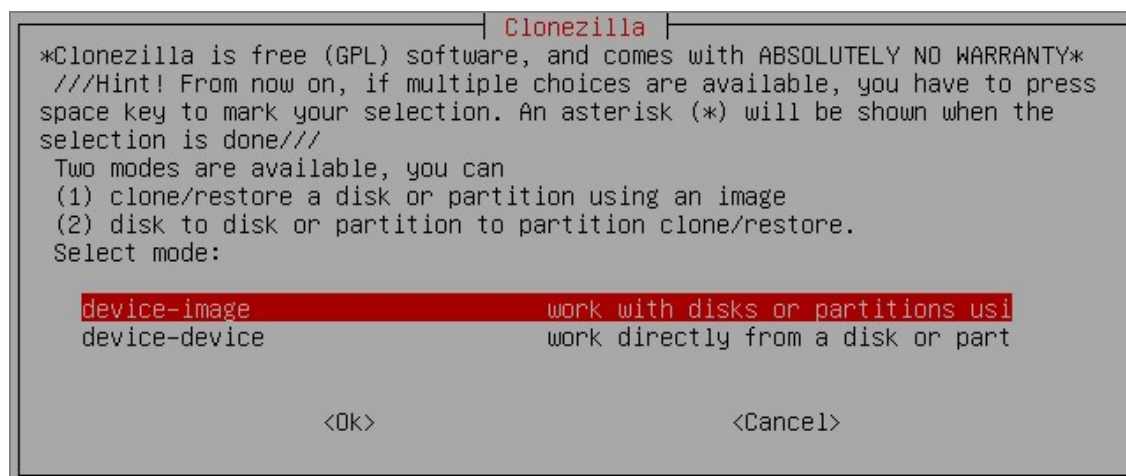 Clonezilla
*Clonezilla is free (GPL) software, and comes with ABSOLUTELY NO WARRANTY*
///Hint! From now on, if multiple choices are available, you have to press
space key to mark your selection. An asterisk (*) will be shown when the
selection is done///
Two modes are available, you can
(1) clone/restore a disk or partition using an image
(2) disk to disk or partition to partition clone/restore.
Select mode:
device-image work with disks or partitions usi
device-device work directly from a disk or part
<Ok> <Cancel>